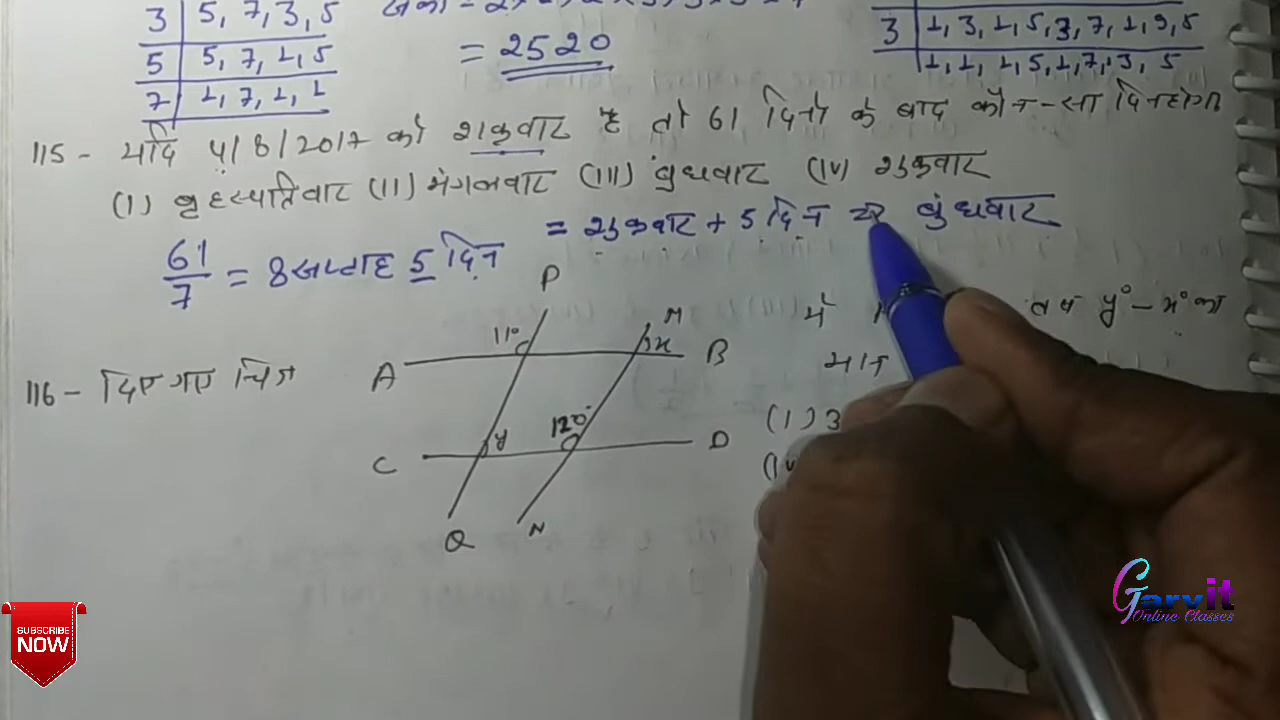 3 | 5, 7, 3, 5
5 | 5, 7, 1, 5
7 | 1, 7, 1, 1
= 2520
3 | 1, 3, 1, 5, 3, 7, 1, 9, 5
1, 1, 1, 5, 1, 7, 3, 5
115 - यदि 4/8/2017 को शुक्रवार है तो 61 दिनो के बाद कौन-सा दिन होगा
(I) बृहस्पतिवार (II) मंगलवार (III) बुधवार (IV) शुक्रवार
61/7 = 8 सप्ताह 5 दिन
= शुक्रवार + 5 दिन बुधवार
116 - दिए गए चित्र में
तब y° - x° का
मान
P
M
110
x
A
B
y
120°
C
D
Q
N
(I) 3
(IV
Garvit
Online Classes
SUBSCRIBE
NOW